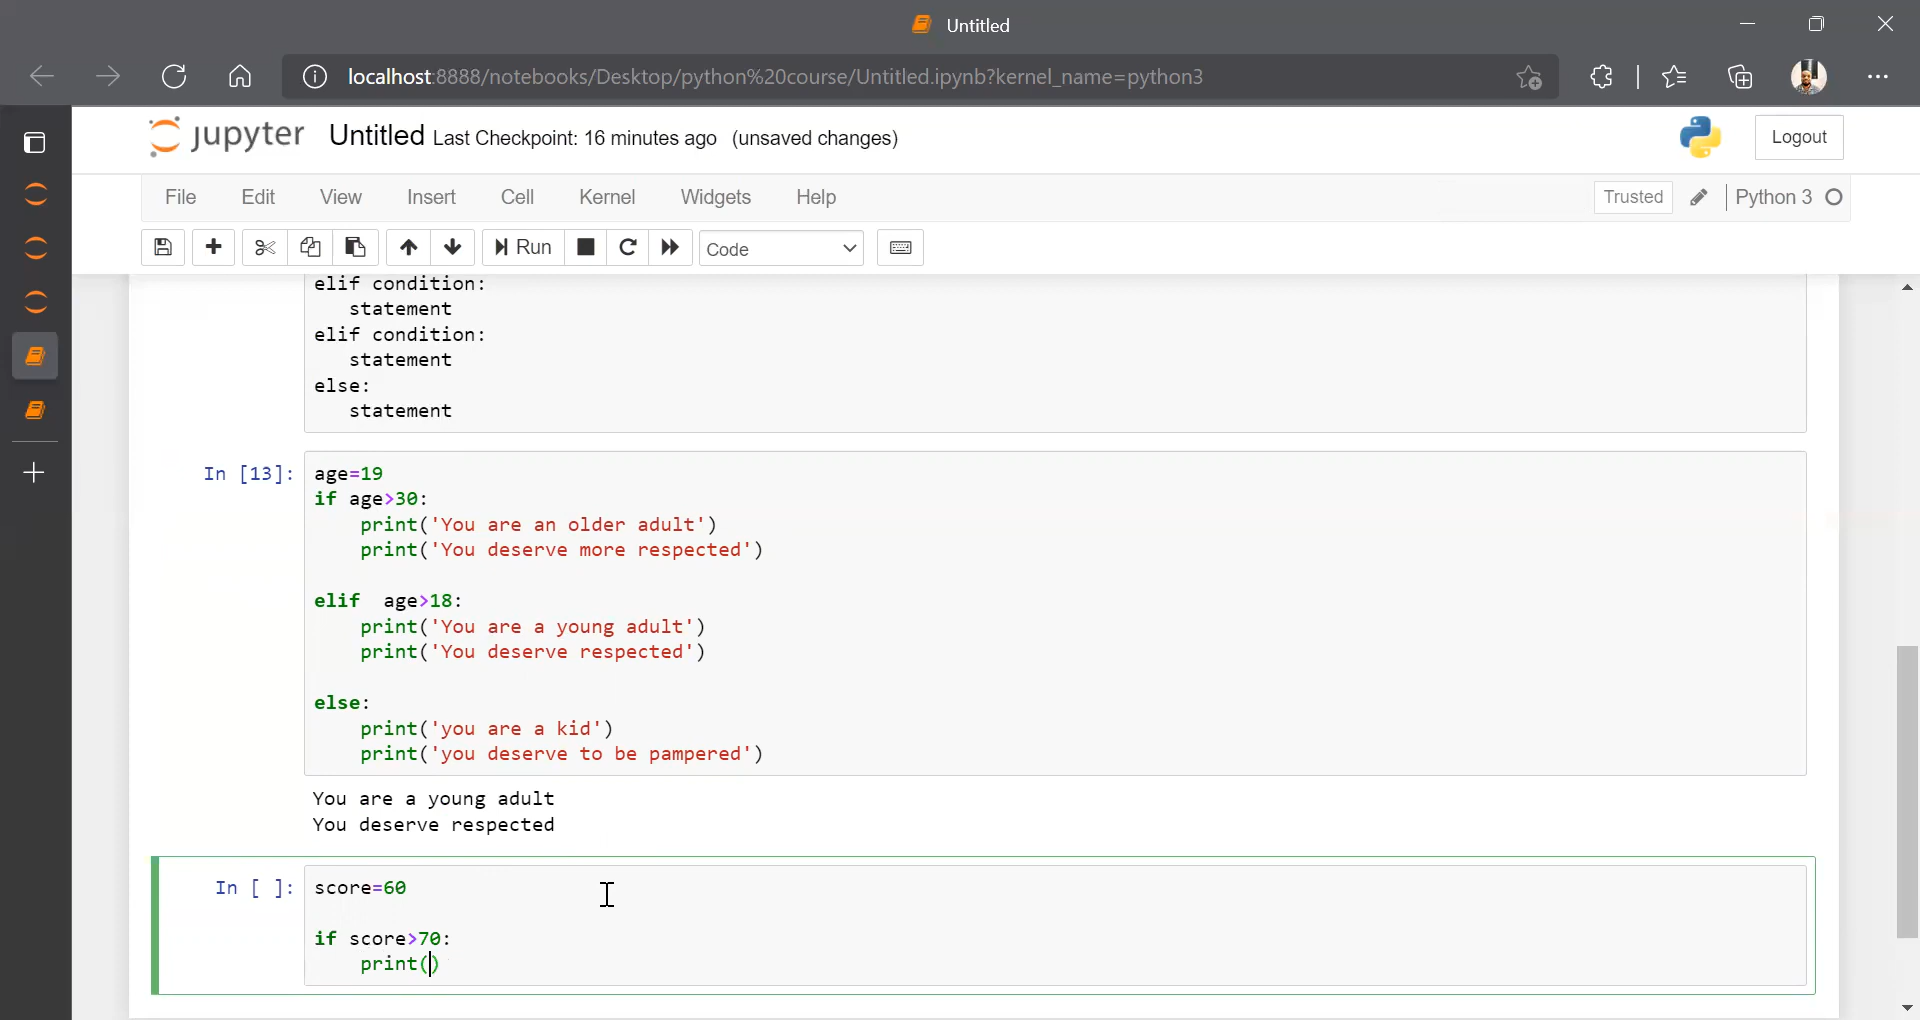 Untitled
localhost:8888/notebooks/Desktop/python%20course/Untitled.ipynb?kernel_name=python3
jupyter Untitled Last Checkpoint: 16 minutes ago (unsaved changes)
Logout
File Edit View Insert Cell Kernel Widgets Help
Trusted Python 3
Run Code
elif condition:
   statement
elif condition:
   statement
else:
   statement
In [13]: age=19
if age>30:
    print('You are an older adult')
    print('You deserve more respected')
elif  age>18:
    print('You are a young adult')
    print('You deserve respected')
else:
    print('you are a kid')
    print('you deserve to be pampered')
You are a young adult
You deserve respected
In [ ]: score=60
if score>70:
    print()